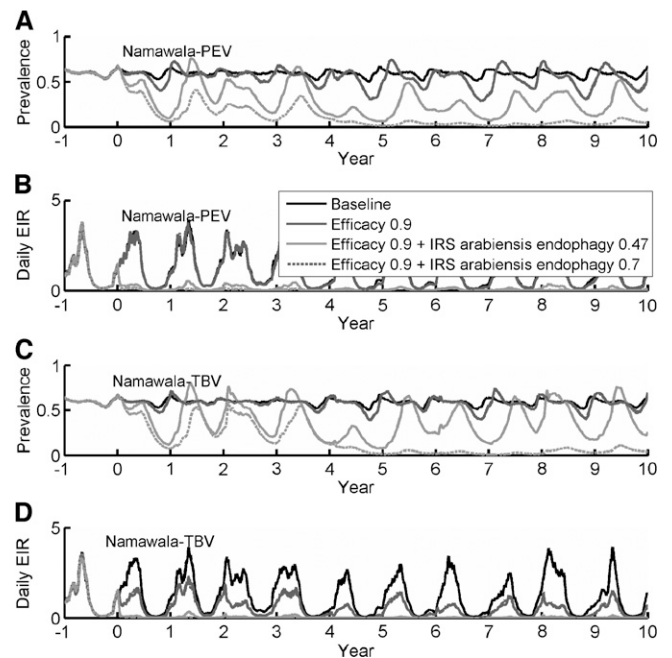 A
Namawala-PEV
Prevalence
1
0.5
0
-1 0 1 2 3 4 5 6 7 8 9 10
Year
B
Namawala-PEV
Daily EIR
5
0
Baseline
Efficacy 0.9
Efficacy 0.9 + IRS arabiensis endophagy 0.47
Efficacy 0.9 + IRS arabiensis endophagy 0.7
-1 0 1 2 3 4 5 6 7 8 9 10
Year
C
Namawala-TBV
Prevalence
1
0.5
0
-1 0 1 2 3 4 5 6 7 8 9 10
Year
D
Namawala-TBV
Daily EIR
5
0
-1 0 1 2 3 4 5 6 7 8 9 10
Year